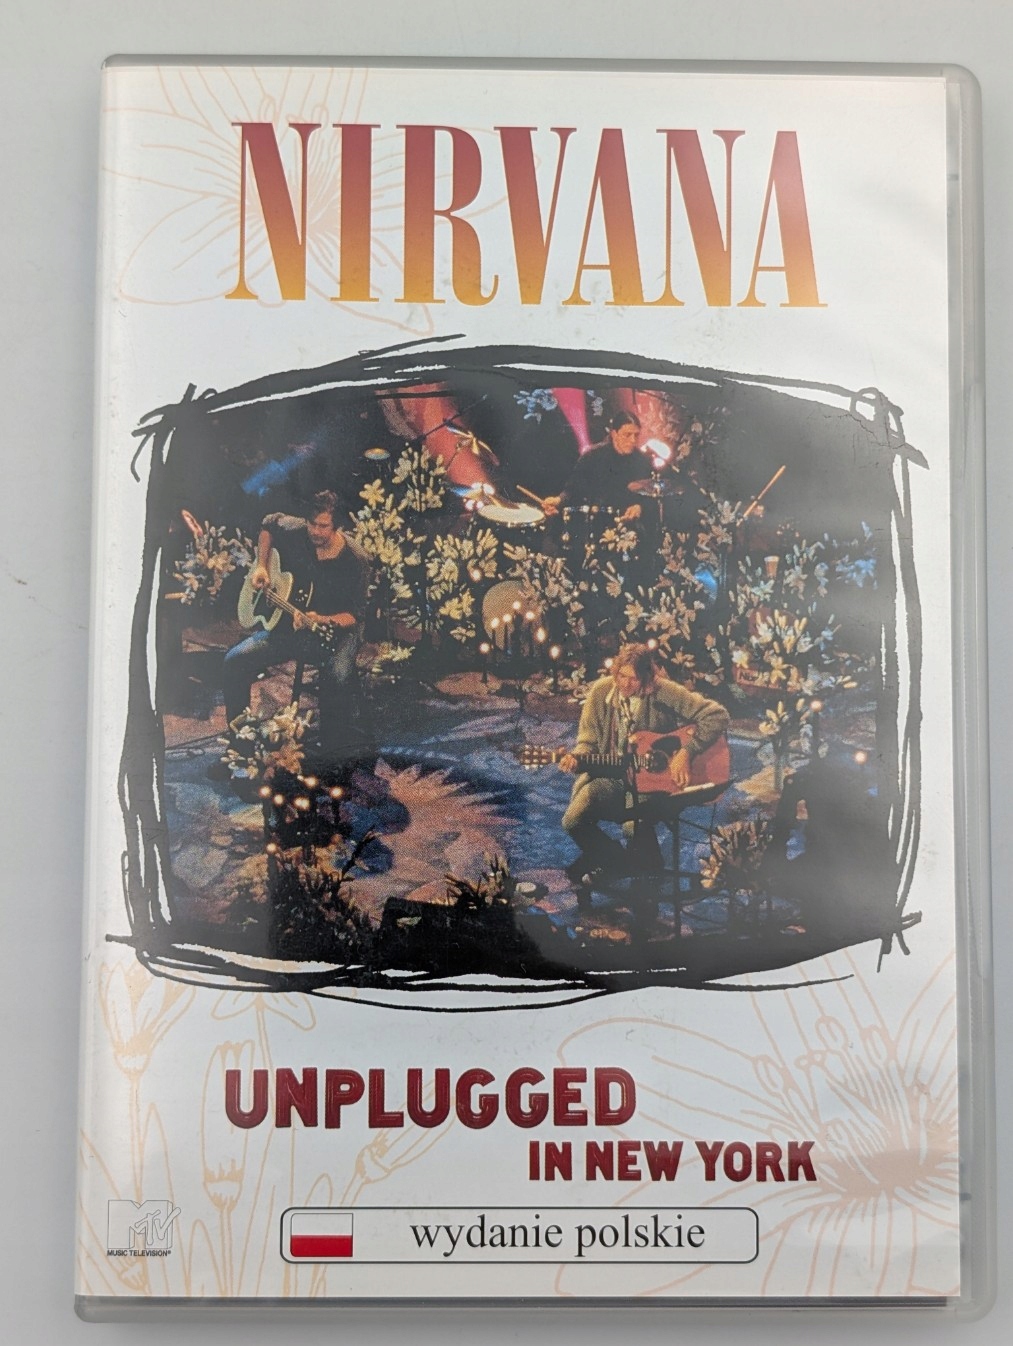 NIRVANA
UNPLUGGED
IN NEW YORK
MTV
MUSIC TELEVISION®
wydanie polskie